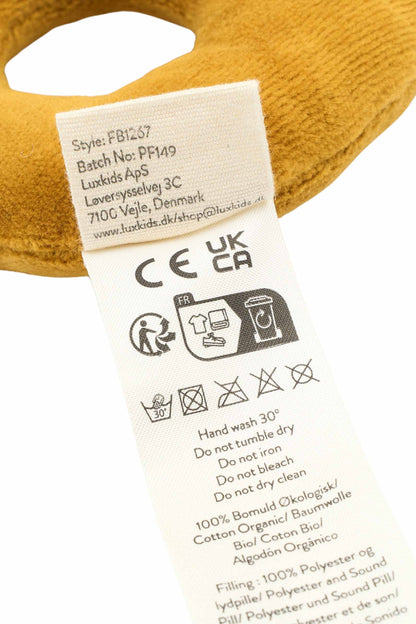 Style: FB1267
Batch No: PF149
Luxkids ApS
Løversysselvej 3C
7100 Vejle, Denmark
www.luxkids.dk/shop@luxkids.dk
CE UK
CA
FR
30°
Hand wash 30°
Do not tumble dry
Do not iron
Do not bleach
Do not dry clean
100% Bomuld Økologisk/
Cotton Organic/ Baumwolle
Bio/ Coton Bio/
Algodón Orgánico
Filling : 100% Polyester og
lydpille/ Polyester and Sound
Pill/ Polyester und Sound Pill/
Polyester et de son/
de Sonido